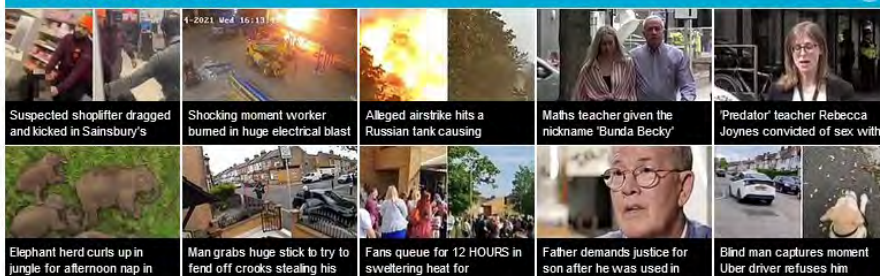 4-2021 Wed 16:13:4
Suspected shoplifter dragged
and kicked in Sainsbury's
Shocking moment worker
burned in huge electrical blast
Alleged airstrike hits a
Russian tank causing
Maths teacher given the
nickname 'Bunda Becky'
'Predator' teacher Rebecca
Joynes convicted of sex with
Elephant herd curls up in
jungle for afternoon nap in
Man grabs huge stick to try to
fend off crooks stealing his
Fans queue for 12 HOURS in
sweltering heat for
Father demands justice for
son after he was used in
Blind man captures moment
Uber driver refuses him